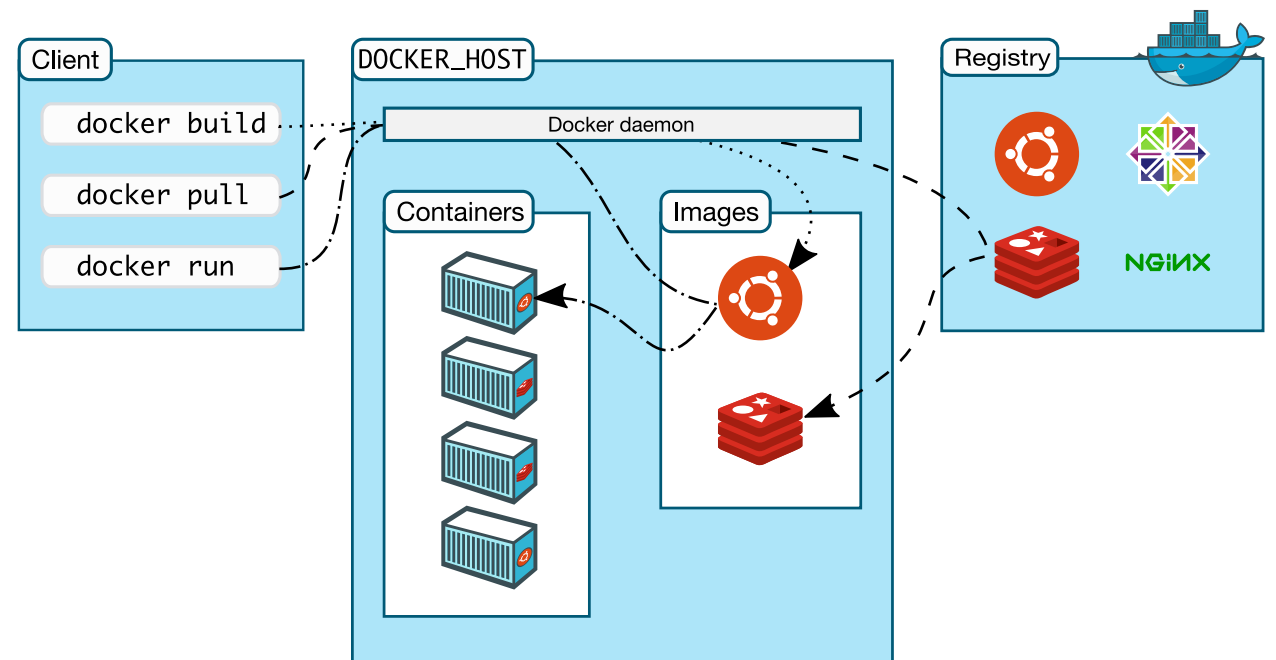 Client
docker build
docker pull
docker run
DOCKER_HOST
Docker daemon
Containers
Images
Registry
NGiNX